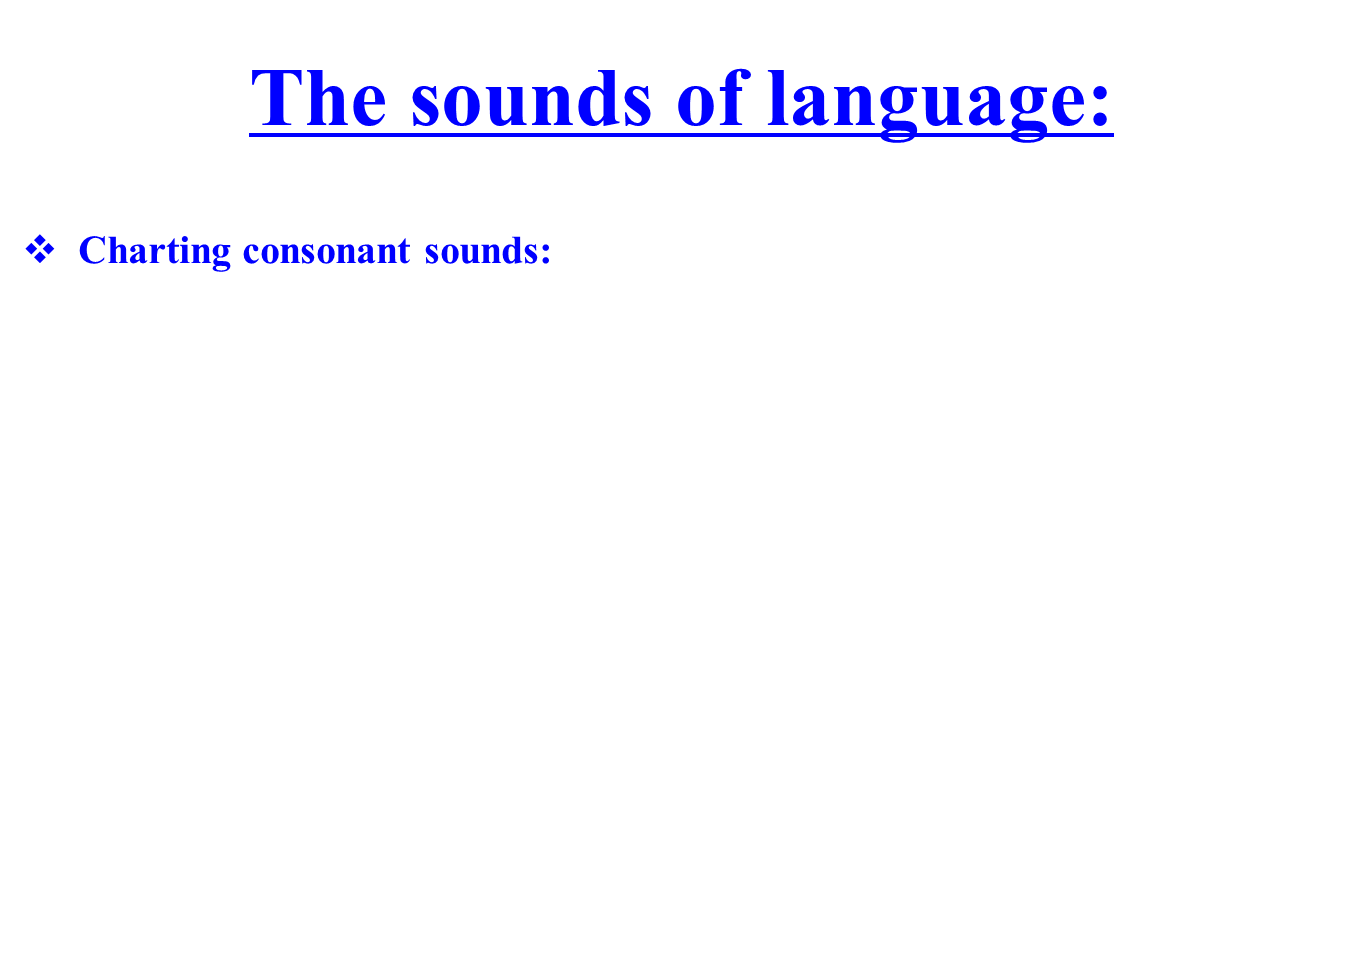 The sounds of language:
❖ Charting consonant sounds: